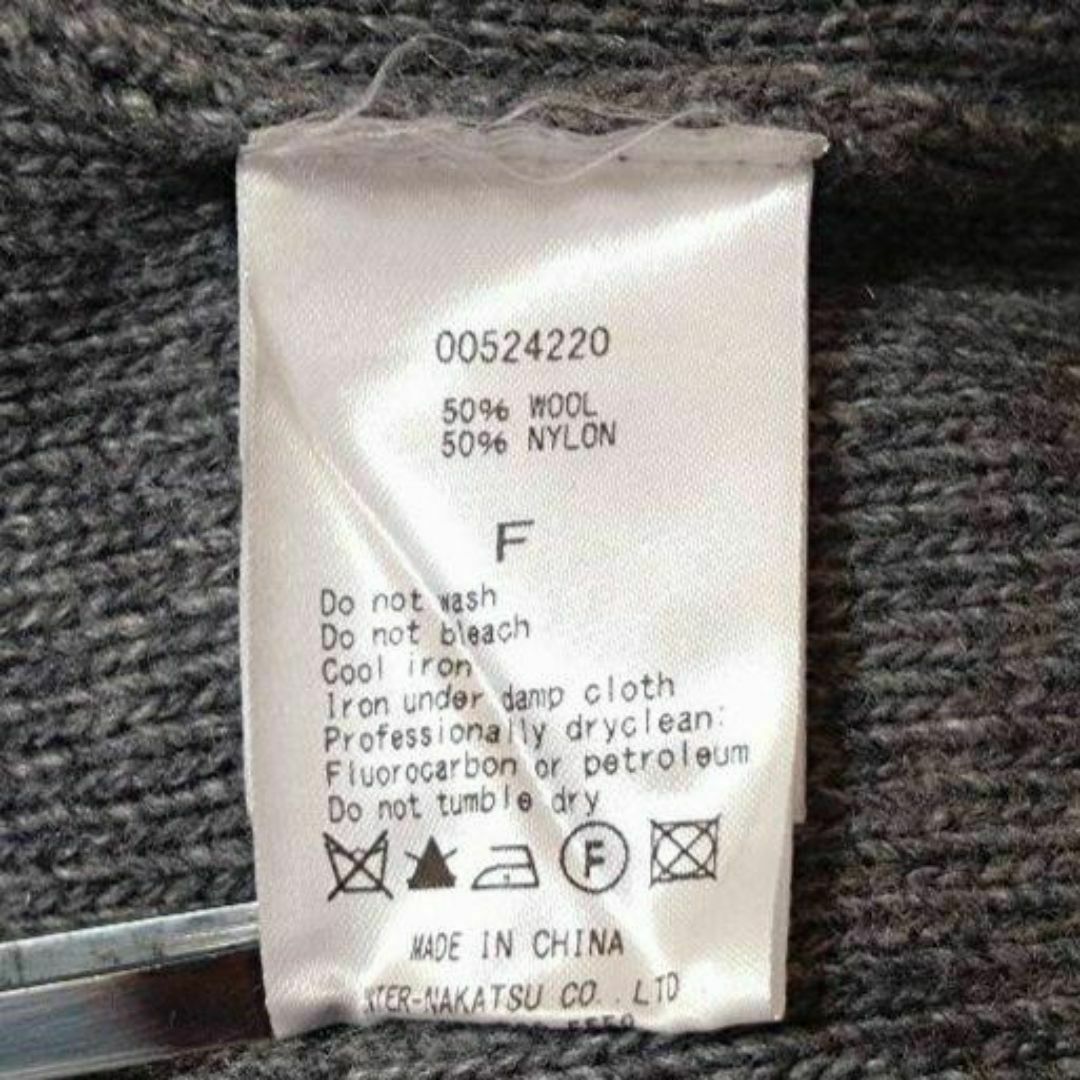 00524220
50% WOOL
50% NYLON
F
Do not wash
Do not bleach
Cool iron
Iron under damp cloth
Professionally dryclean:
Fluorocarbon or petroleum
Do not tumble dry
F
MADE IN CHINA
CO.,LTD